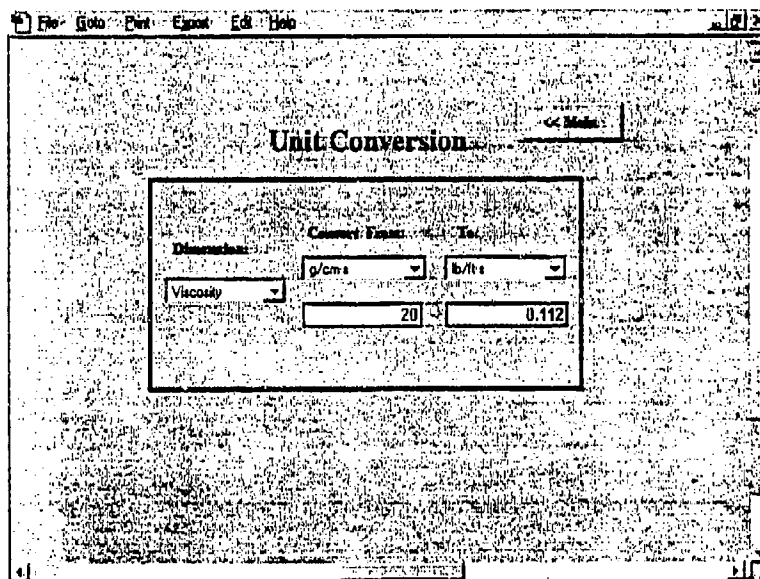 File Goto Print Export Edit Help
<< Main
Unit Conversion
Convert From: To:
Dimension:
g/cm·s lb/ft·s
Viscosity
20 0.112